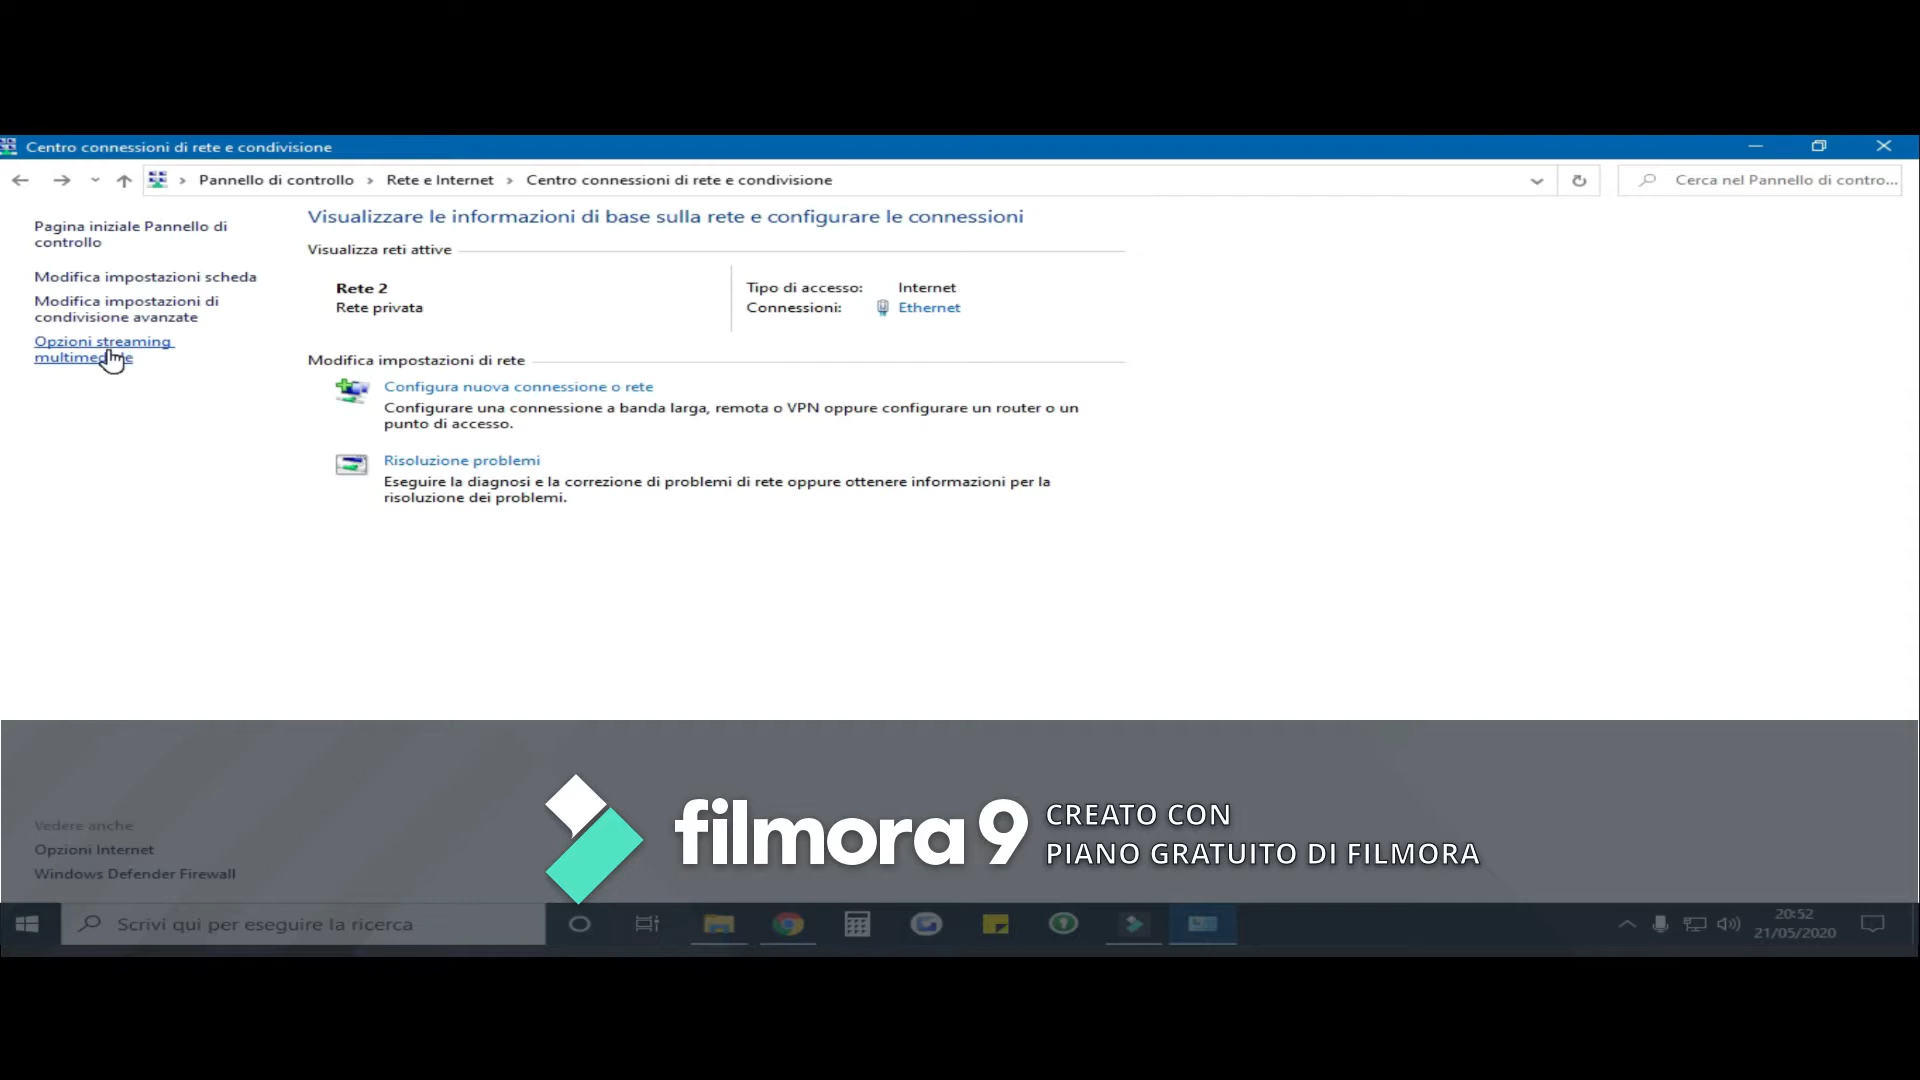 Centro connessioni di rete e condivisione
Pannello di controllo
Rete e Internet
Centro connessioni di rete e condivisione
Cerca nel Pannello di contro...
Pagina iniziale Pannello di
controllo
Modifica impostazioni scheda
Modifica impostazioni di
condivisione avanzate
Opzioni streaming
Visualizzare le informazioni di base sulla rete e configurare le connessioni
Visualizza reti attive
Rete 2
Rete privata
Tipo di accesso: Internet
Connessioni: Ethernet
Modifica impostazioni di rete
Configura nuova connessione o rete
Configurare una connessione a banda larga, remota o VPN oppure configurare un router o un
punto di accesso.
Risoluzione problemi
Eseguire la diagnosi e la correzione di problemi di rete oppure ottenere informazioni per la
risoluzione dei problemi.
Vedere anche
Opzioni Internet
Windows Defender Firewall
filmora9
CREATO CON
PIANO GRATUITO DI FILMORA
Scrivi qui per eseguire la ricerca
20:52
21/05/2020